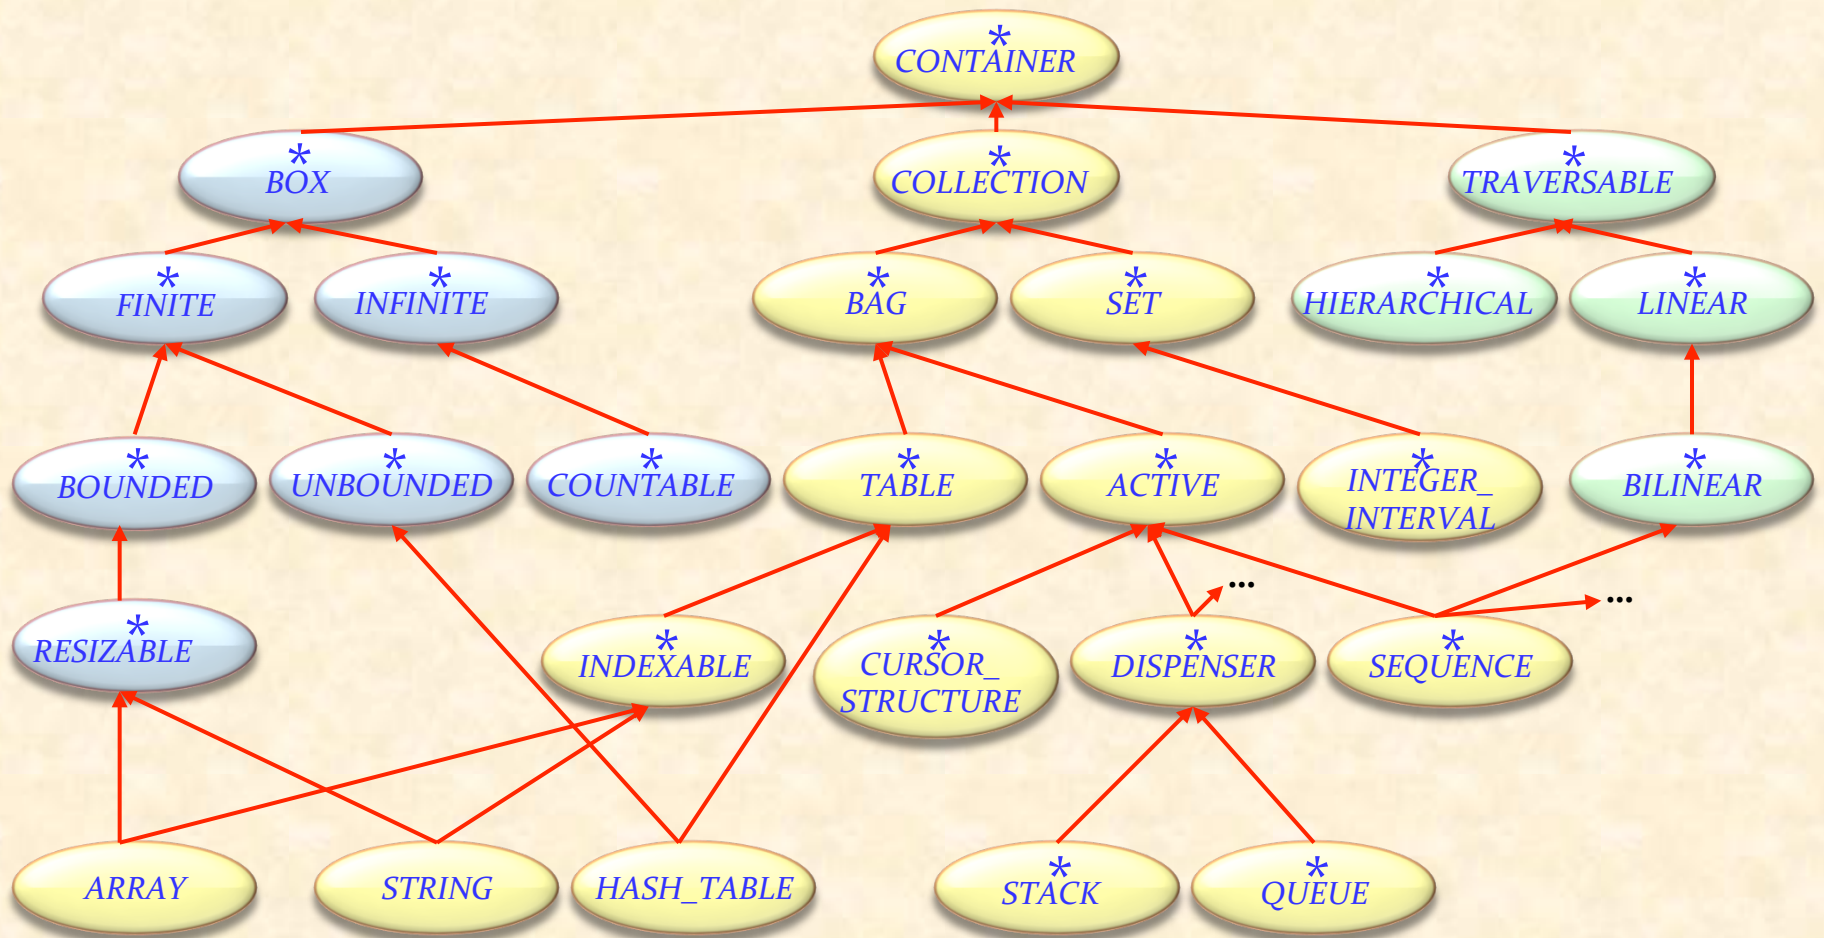 *
CONTAINER
*
BOX
*
COLLECTION
*
TRAVERSABLE
*
FINITE
*
INFINITE
*
BAG
*
SET
*
HIERARCHICAL
*
LINEAR
*
BOUNDED
*
UNBOUNDED
*
COUNTABLE
*
TABLE
*
ACTIVE
*
INTEGER_
INTERVAL
*
BILINEAR
...
...
*
RESIZABLE
*
INDEXABLE
*
CURSOR_
STRUCTURE
*
DISPENSER
*
SEQUENCE
ARRAY
STRING
HASH_TABLE
*
STACK
*
QUEUE